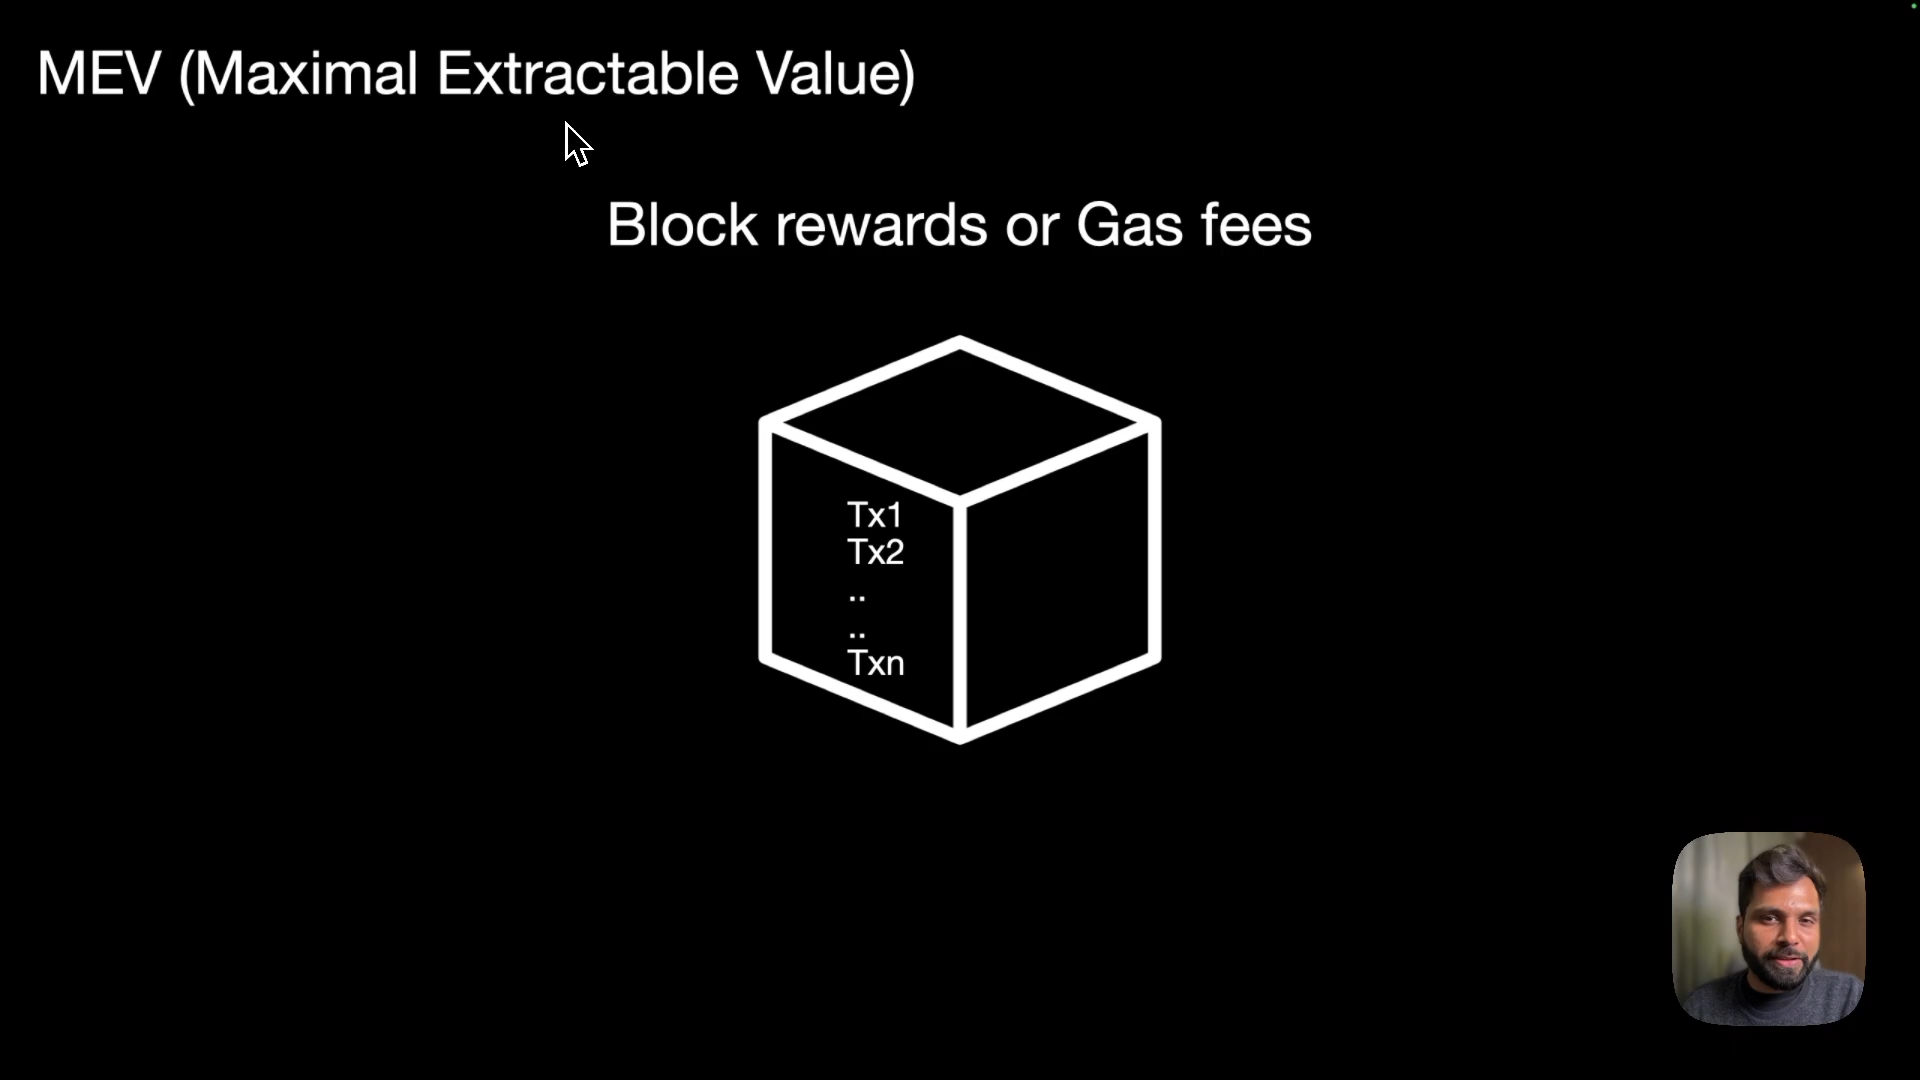 MEV (Maximal Extractable Value)
Block rewards or Gas fees
Tx1
Tx2
..
..
Txn